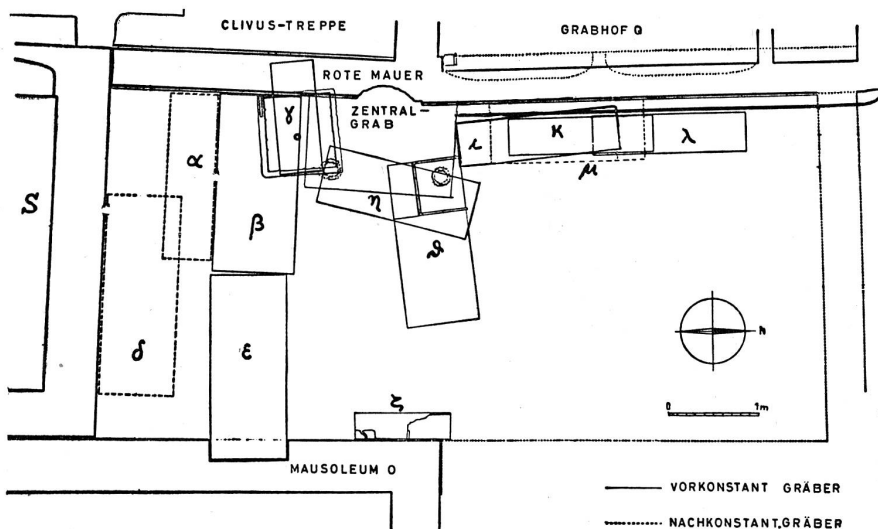 CLIVUS-TREPPE
GRABHOF Q
ROTE MAUER
ZENTRAL-
GRAB
S
α
β
γ
δ
ε
ζ
η
ϑ
ι
κ
λ
μ
N
0 1m
MAUSOLEUM O
VORKONSTANT GRÄBER
NACHKONSTANT.GRÄBER